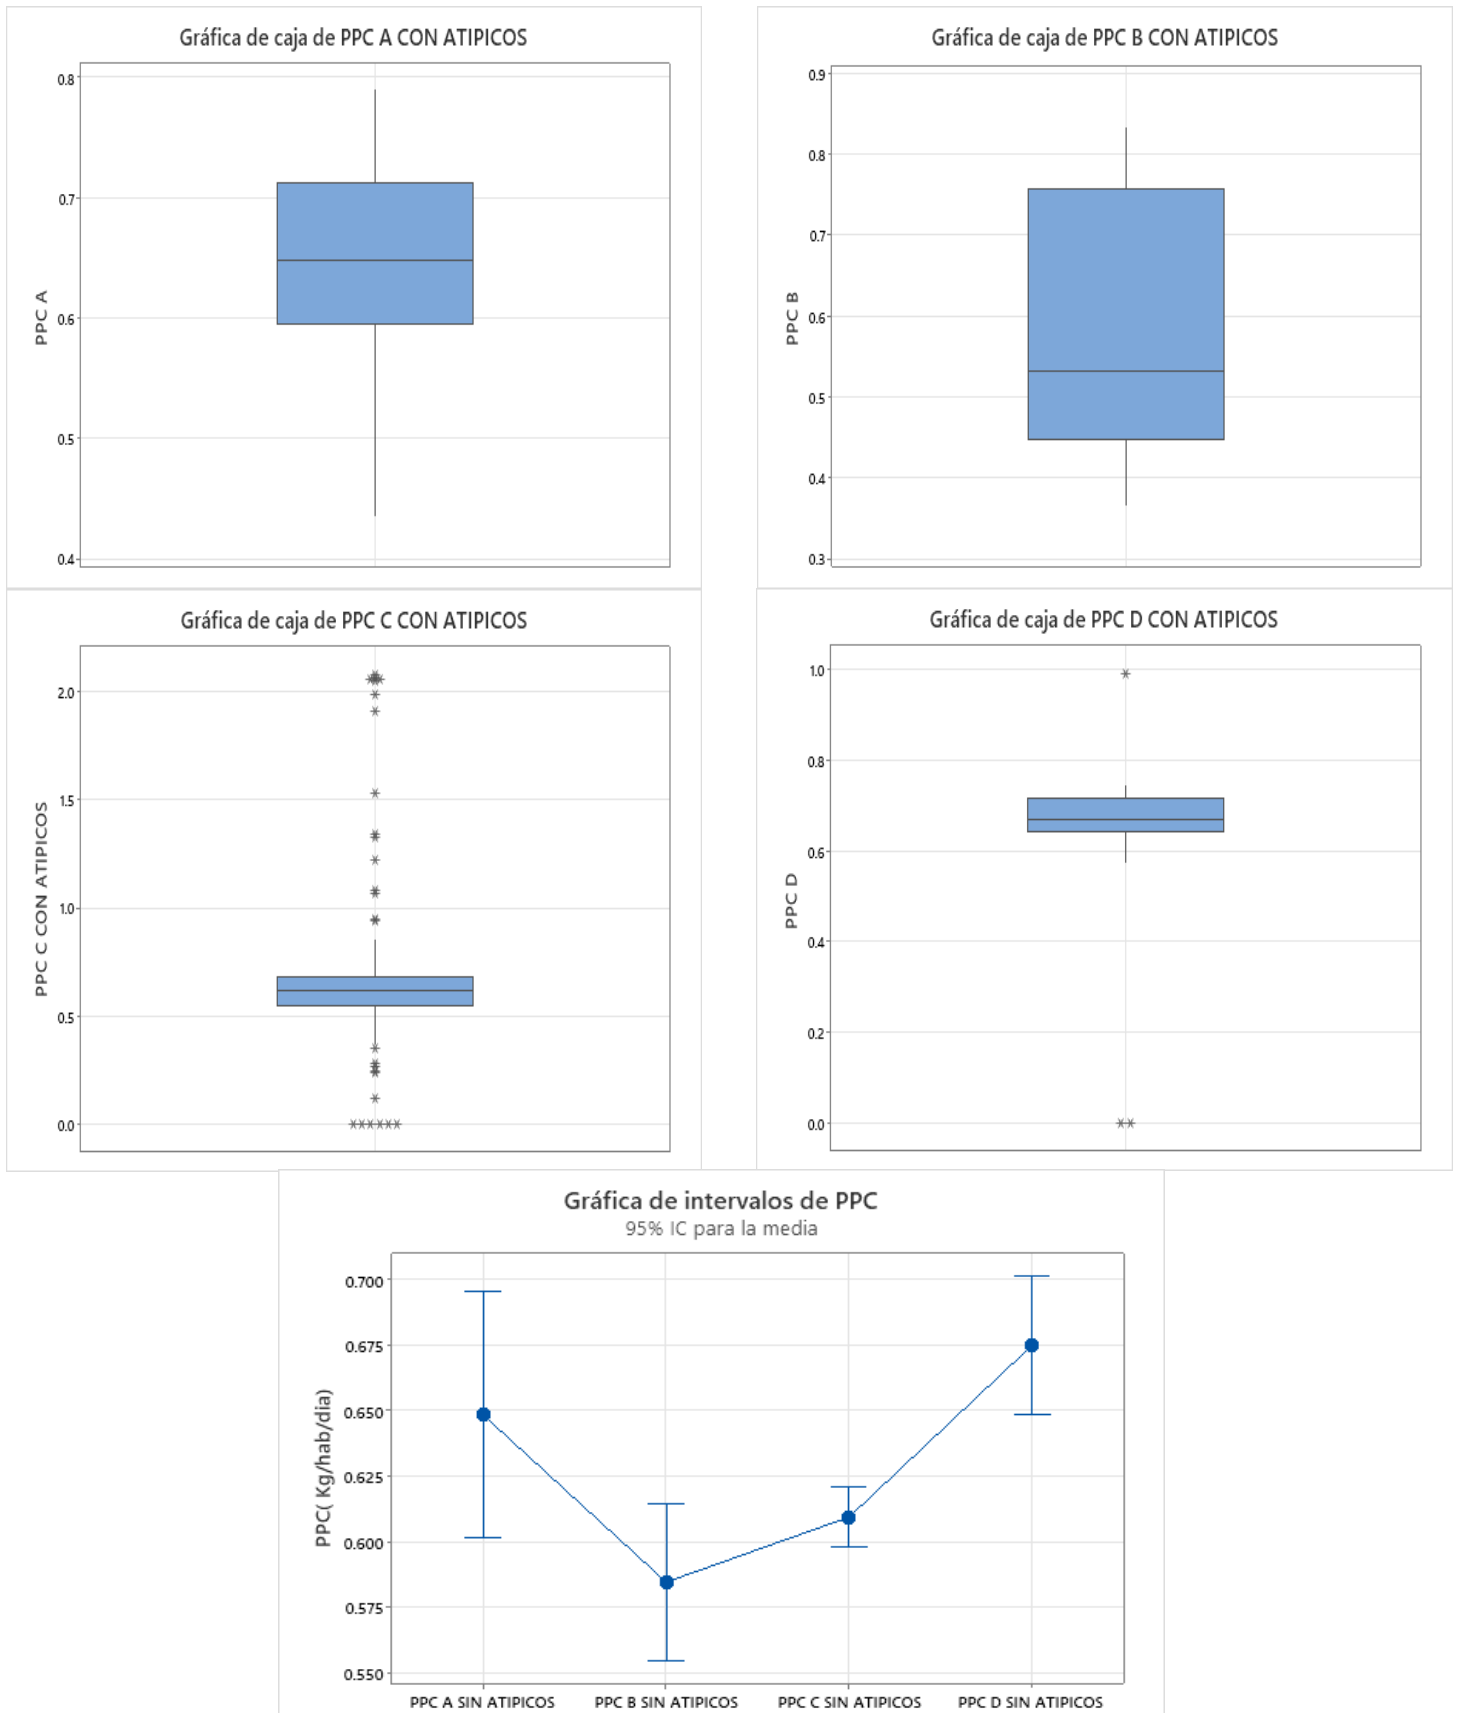 Gráfica de caja de PPC A CON ATIPICOS
0.8
0.7
0.6
0.5
0.4
PPC A
Gráfica de caja de PPC B CON ATIPICOS
0.9
0.8
0.7
0.6
0.5
0.4
0.3
PPC B
Gráfica de caja de PPC C CON ATIPICOS
2.0
1.5
1.0
0.5
0.0
PPC C CON ATIPICOS
Gráfica de caja de PPC D CON ATIPICOS
1.0
0.8
0.6
0.4
0.2
0.0
PPC D
Gráfica de intervalos de PPC
95% IC para la media
0.700
0.675
0.650
0.625
0.600
0.575
0.550
PPC( Kg/hab/dia)
PPC A SIN ATIPICOS PPC B SIN ATIPICOS PPC C SIN ATIPICOS PPC D SIN ATIPICOS